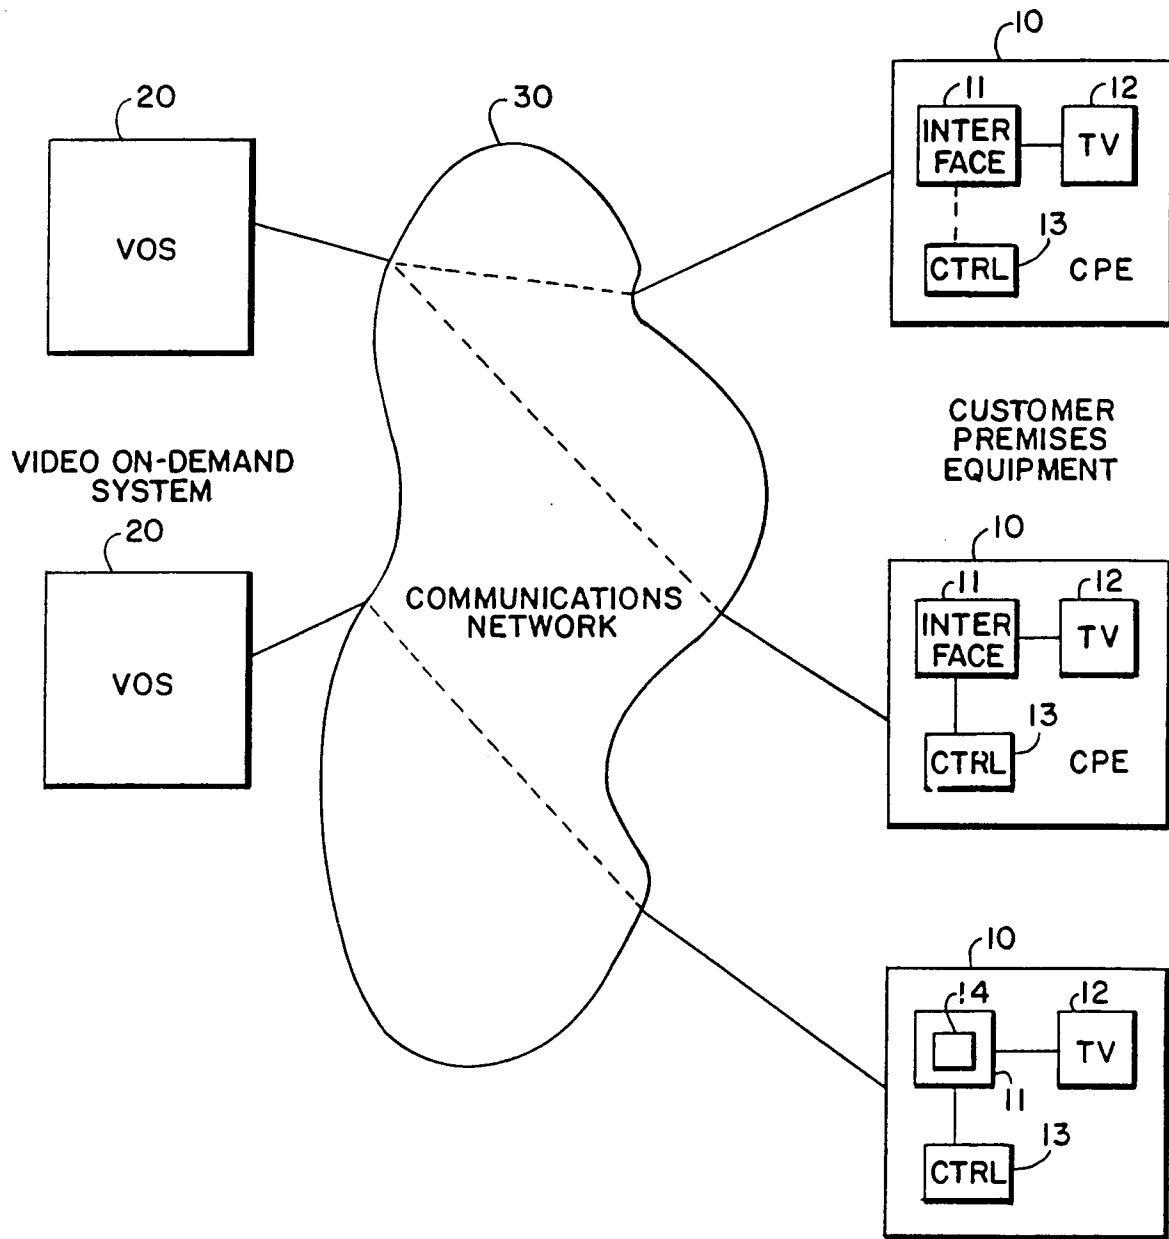 10
20
30
11
12
INTER
FACE
TV
VOS
13
CTRL
CPE
CUSTOMER
PREMISES
EQUIPMENT
VIDEO ON-DEMAND
SYSTEM
20
10
11
12
COMMUNICATIONS
NETWORK
INTER
FACE
TV
VOS
13
CTRL
CPE
10
14
12
TV
11
13
CTRL